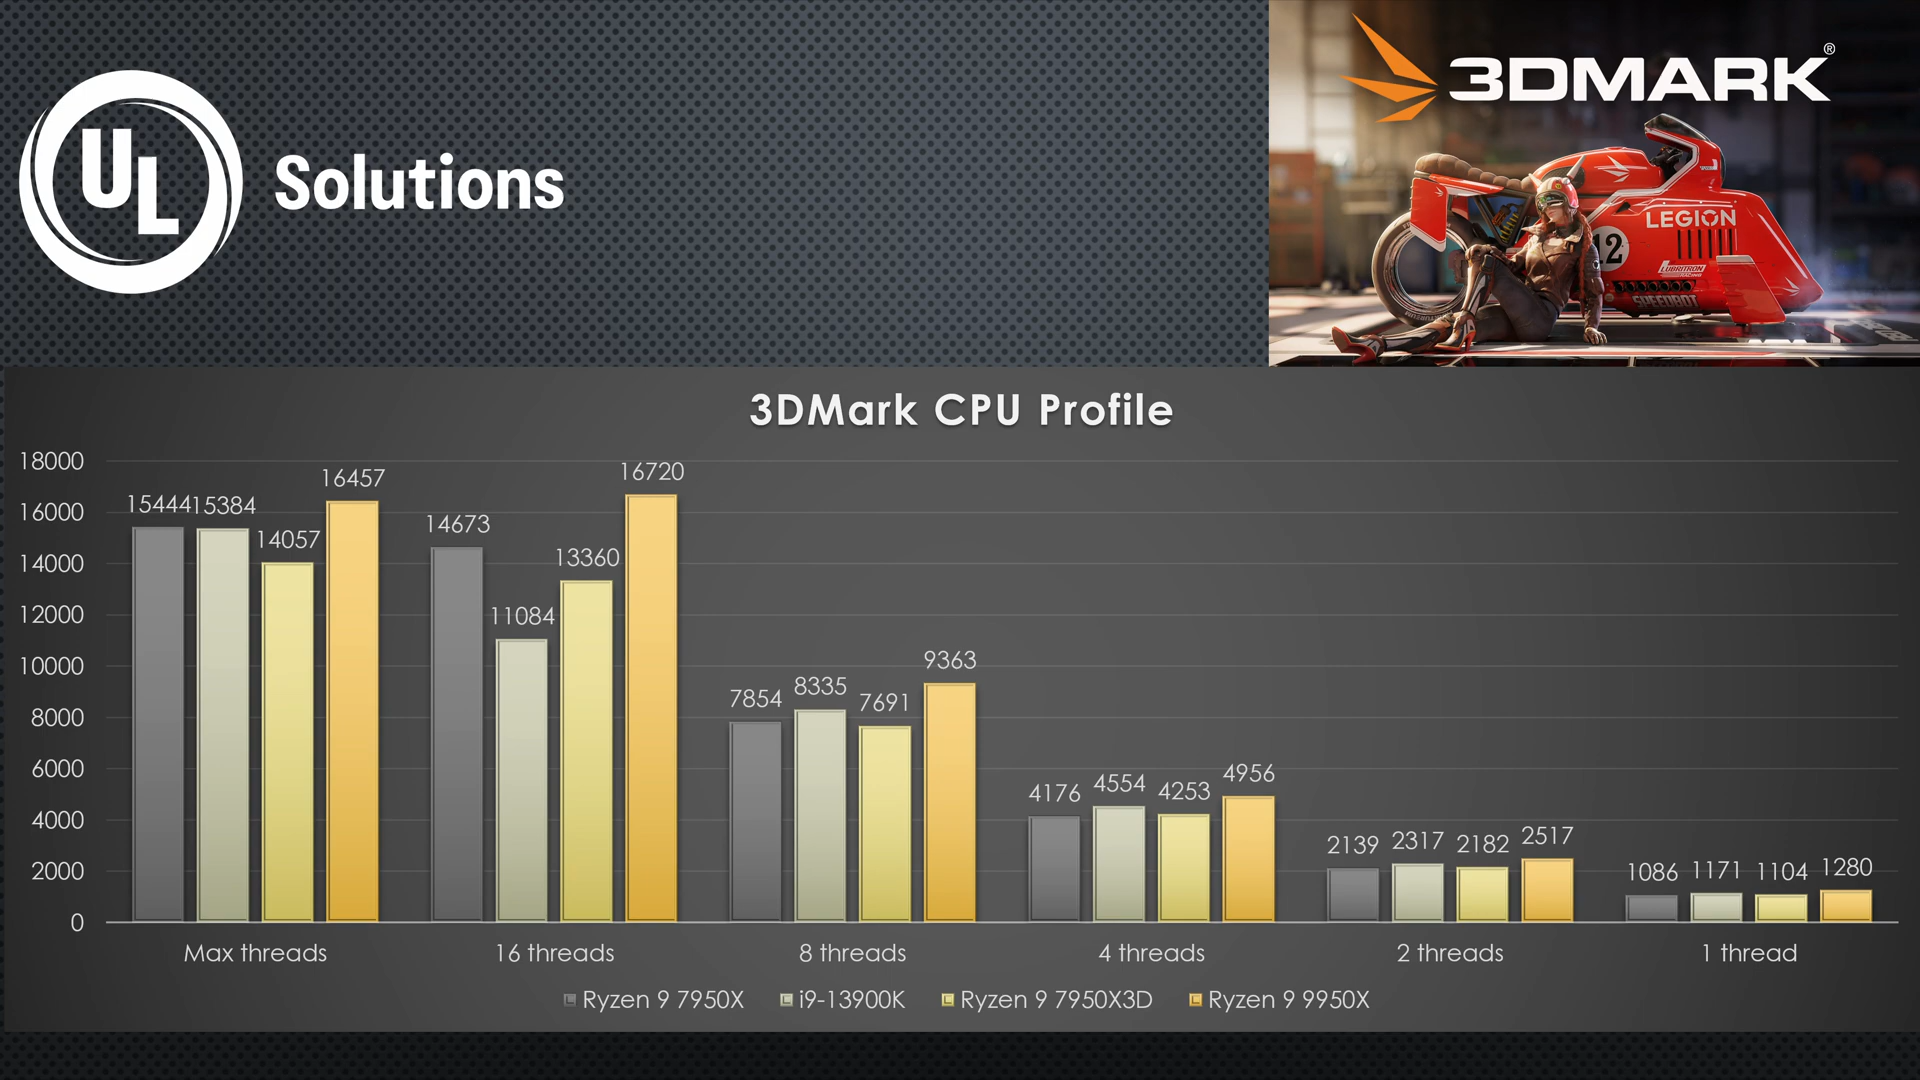 UL Solutions
3DMARK®
LEGION
12
LUBRITRON
SPEEDBOT
3DMark CPU Profile
18000
16000
14000
12000
10000
8000
6000
4000
2000
0
15444 15384 14057 16457
14673 11084 13360 16720
7854 8335 7691 9363
4176 4554 4253 4956
2139 2317 2182 2517
1086 1171 1104 1280
Max threads 16 threads 8 threads 4 threads 2 threads 1 thread
Ryzen 9 7950X i9-13900K Ryzen 9 7950X3D Ryzen 9 9950X